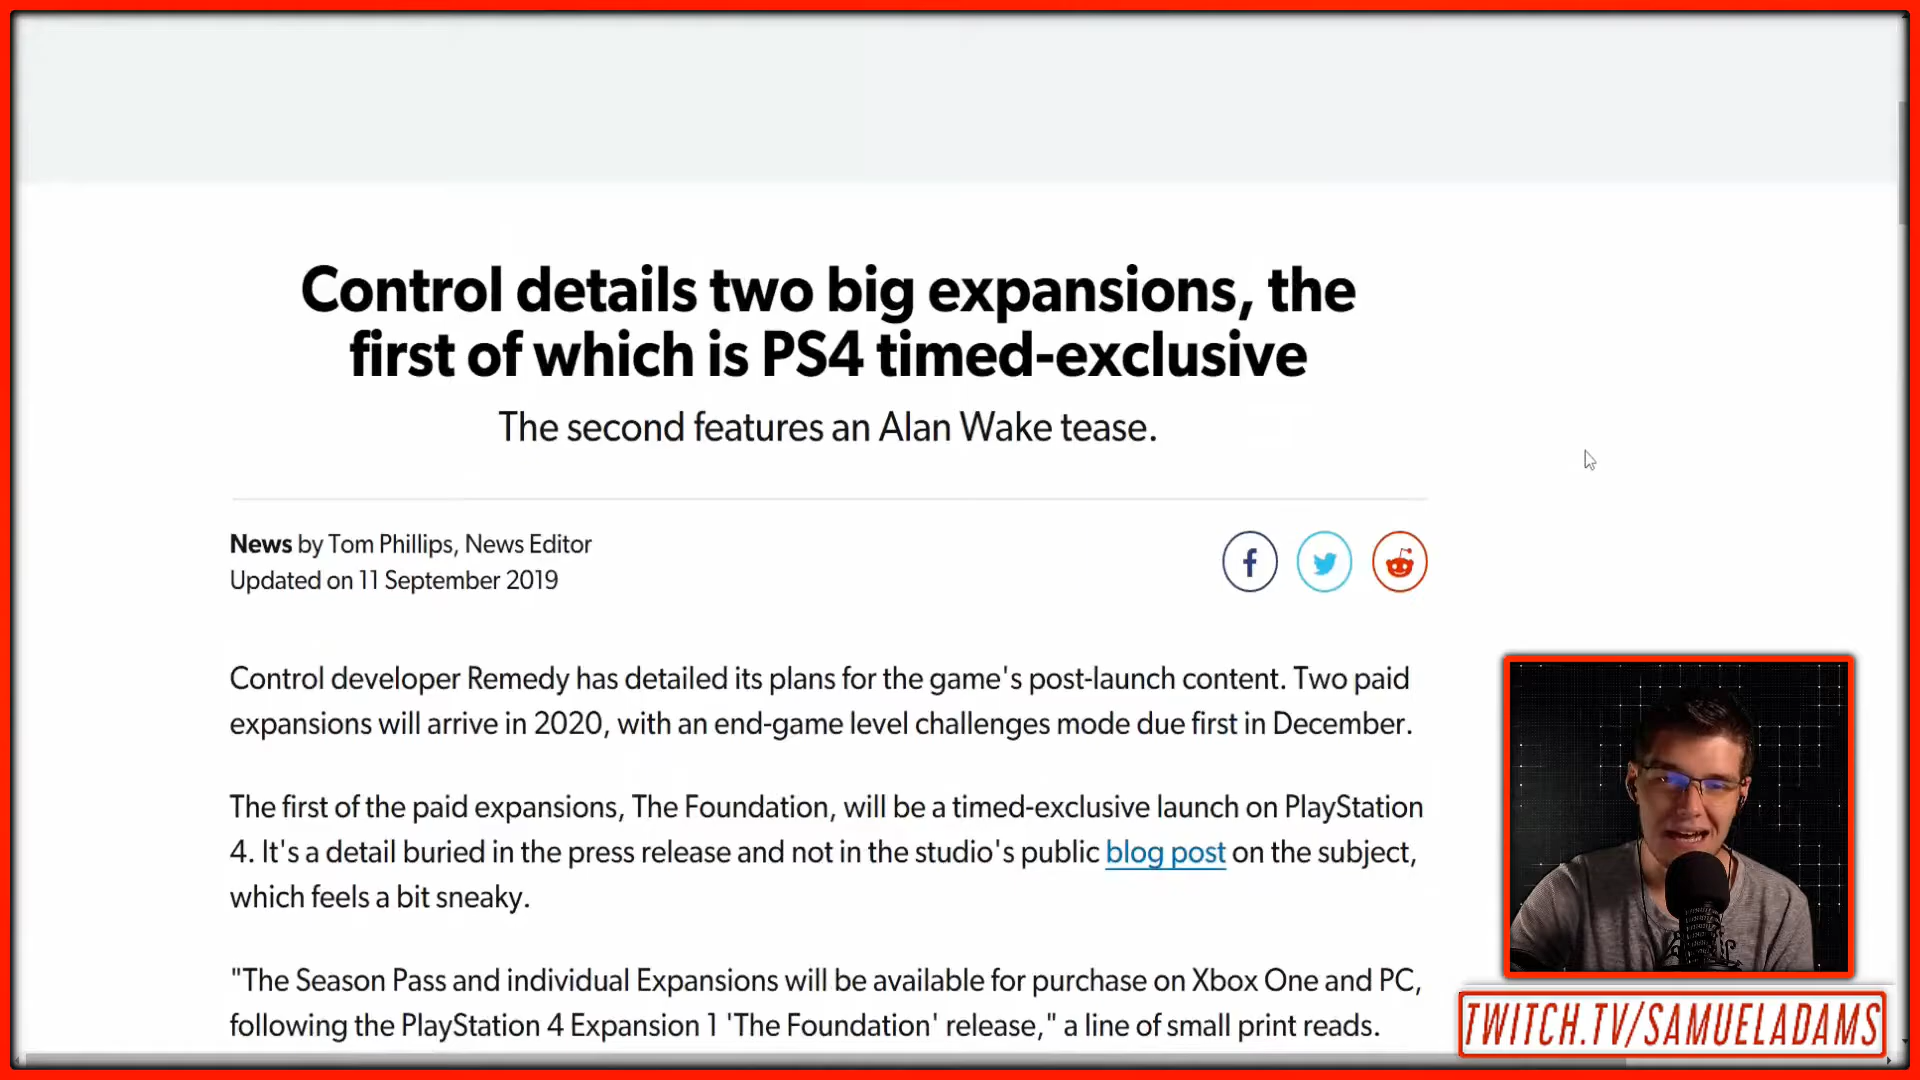 Control details two big expansions, the
first of which is PS4 timed-exclusive
The second features an Alan Wake tease.
News by Tom Phillips, News Editor
Updated on 11 September 2019
Control developer Remedy has detailed its plans for the game's post-launch content. Two paid
expansions will arrive in 2020, with an end-game level challenges mode due first in December.
The first of the paid expansions, The Foundation, will be a timed-exclusive launch on PlayStation
4. It's a detail buried in the press release and not in the studio's public blog post on the subject,
which feels a bit sneaky.
"The Season Pass and individual Expansions will be available for purchase on Xbox One and PC,
following the PlayStation 4 Expansion 1 'The Foundation' release," a line of small print reads.
TWITCH.TV/SAMUELADAMS